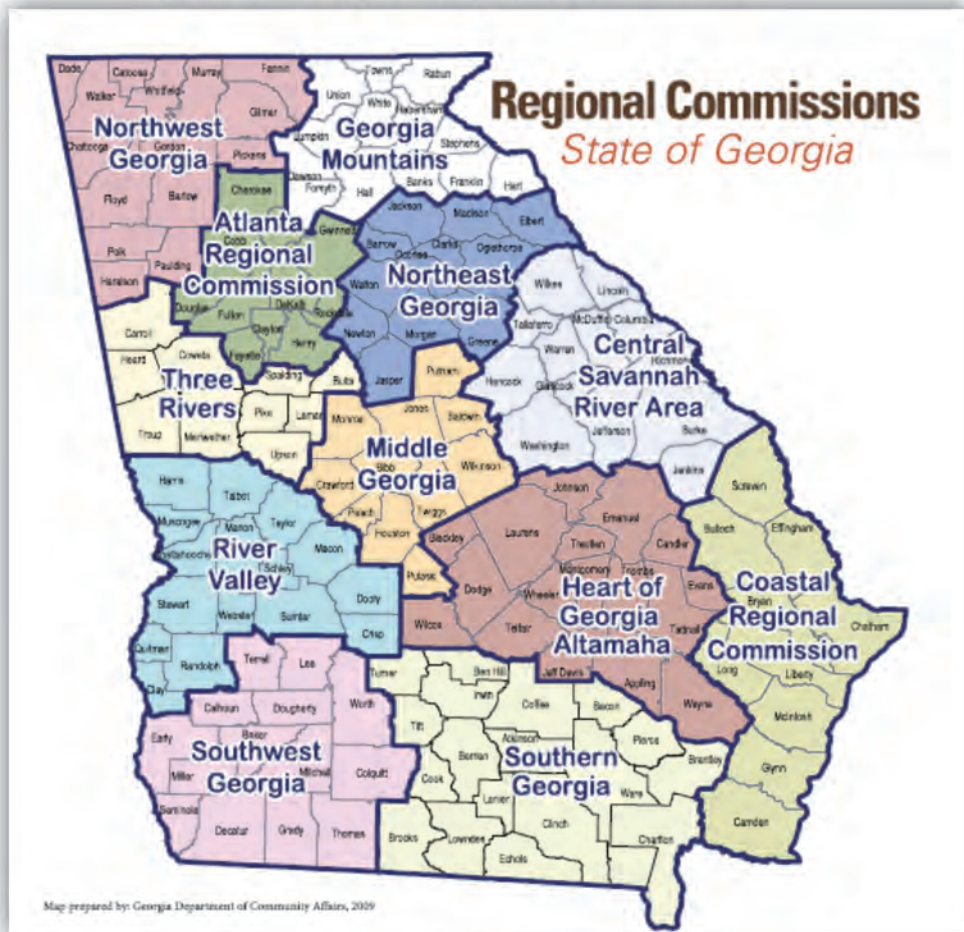 Regional Commissions
State of Georgia
Dade
Catoosa
Murray
Fannin
Walker
Whitfield
Gilmer
Northwest
Georgia
Chattooga
Gordon
Pickens
Floyd
Bartow
Polk
Paulding
Haralson
Towns
Rabun
Union
White
Habersham
Lumpkin
Georgia
Mountains
Stephens
Dawson
Forsyth
Hall
Banks
Franklin
Hart
Cherokee
Atlanta
Regional
Commission
Cobb
Gwinnett
DeKalb
Douglas
Fulton
Rockdale
Clayton
Henry
Fayette
Jackson
Madison
Elbert
Barrow
Clarke
Oconee
Oglethorpe
Northeast
Georgia
Walton
Newton
Morgan
Greene
Jasper
Wilkes
Lincoln
Taliaferro
McDuffie
Columbia
Warren
Central
Savannah
River Area
Richmond
Hancock
Glascock
Washington
Jefferson
Burke
Jenkins
Carroll
Heard
Coweta
Spalding
Butts
Three
Rivers
Pike
Lamar
Troup
Meriwether
Upson
Putnam
Monroe
Jones
Baldwin
Middle
Georgia
Bibb
Wilkinson
Crawford
Peach
Twiggs
Houston
Pulaski
Harris
Talbot
Muscogee
Marion
Taylor
Chattahoochee
Macon
Schley
River
Valley
Stewart
Webster
Sumter
Dooly
Crisp
Quitman
Randolph
Clay
Johnson
Emanuel
Laurens
Bleckley
Treutlen
Candler
Montgomery
Toombs
Evans
Dodge
Wheeler
Heart of
Georgia
Altamaha
Tattnall
Wilcox
Telfair
Jeff Davis
Appling
Wayne
Screven
Bulloch
Effingham
Coastal
Regional
Commission
Bryan
Chatham
Long
Liberty
McIntosh
Glynn
Camden
Terrell
Lee
Calhoun
Dougherty
Worth
Early
Baker
Southwest
Georgia
Miller
Mitchell
Colquitt
Seminole
Decatur
Grady
Thomas
Turner
Ben Hill
Irwin
Coffee
Bacon
Tift
Atkinson
Pierce
Berrien
Southern
Georgia
Brantley
Cook
Lanier
Ware
Clinch
Brooks
Lowndes
Charlton
Echols
Map prepared by: Georgia Department of Community Affairs, 2009